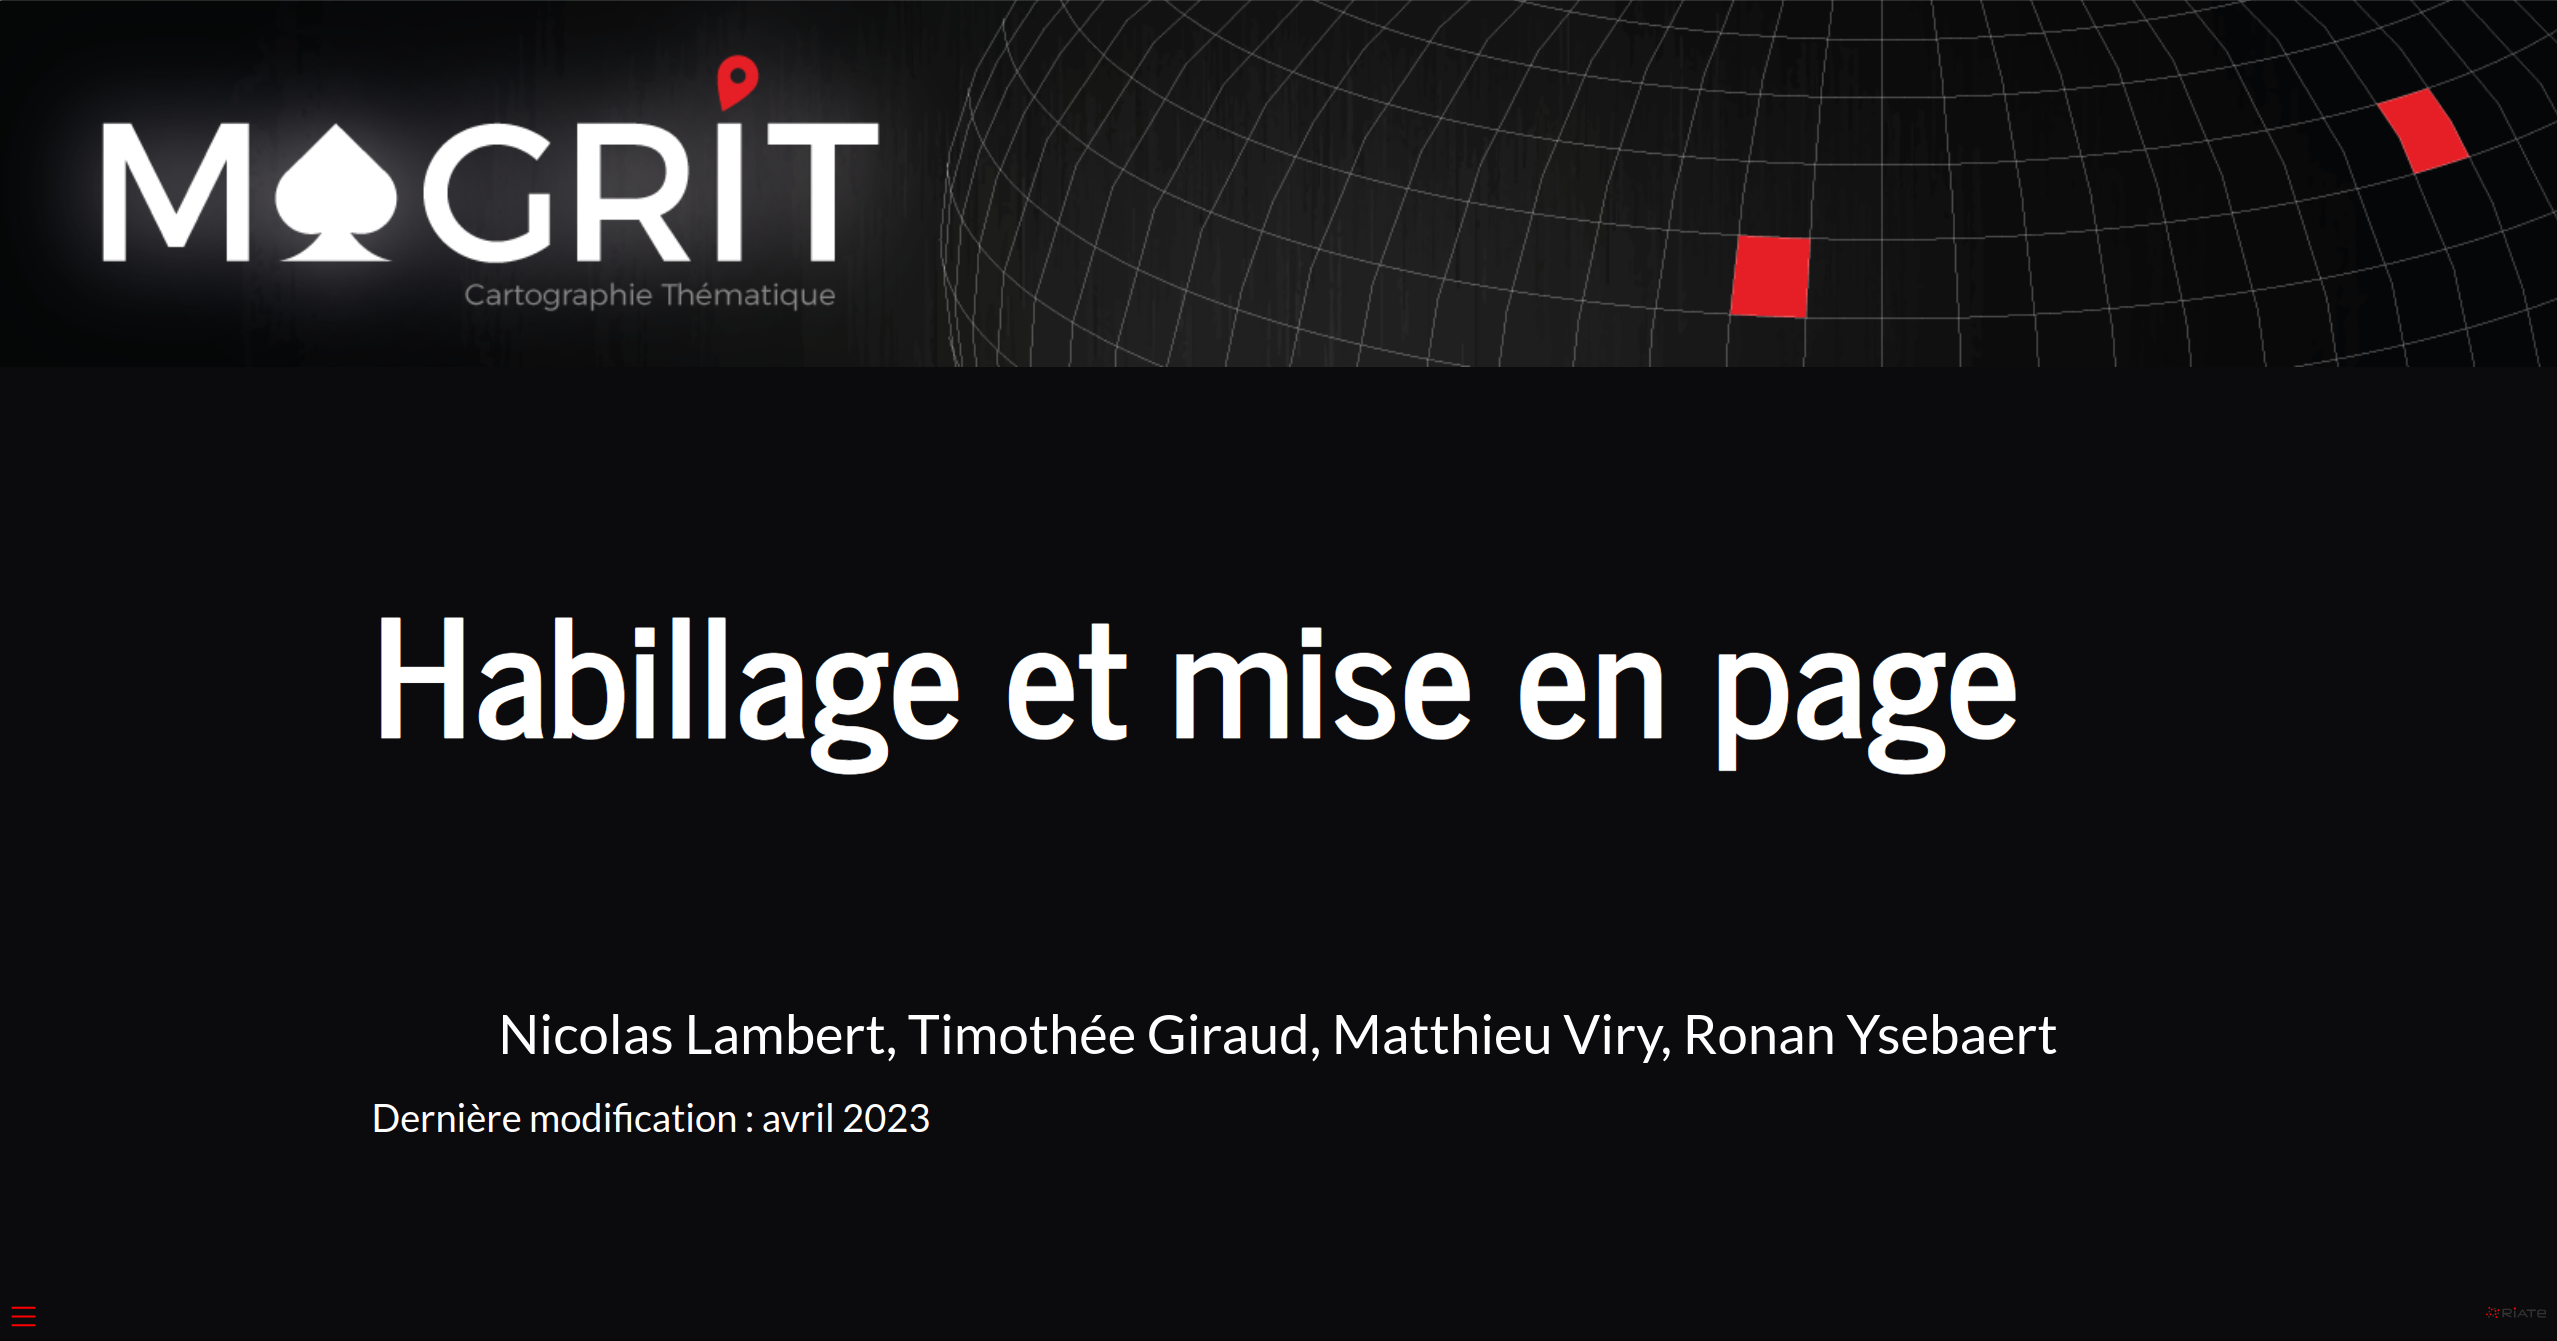 MAGRIT
Cartographie Thématique
Habillage et mise en page
Nicolas Lambert, Timothée Giraud, Matthieu Viry, Ronan Ysebaert
Dernière modification : avril 2023
RIATE